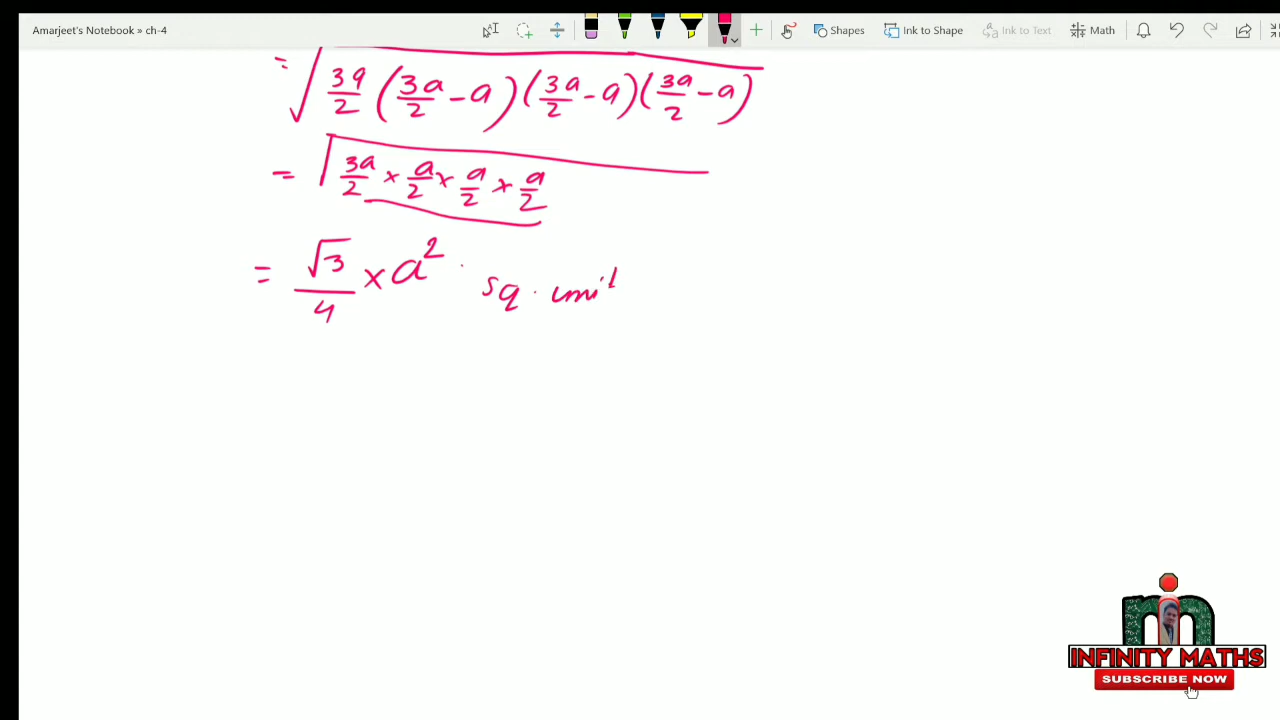 Amarjeet's Notebook » ch-4
Shapes Ink to Shape Ink to Text Math
= √(3a/2 (3a/2 - a)(3a/2 - a)(3a/2 - a))
= √(3a/2 × a/2 × a/2 × a/2)
= √3/4 × a². sq. unit
INFINITY MATHS
SUBSCRIBE NOW